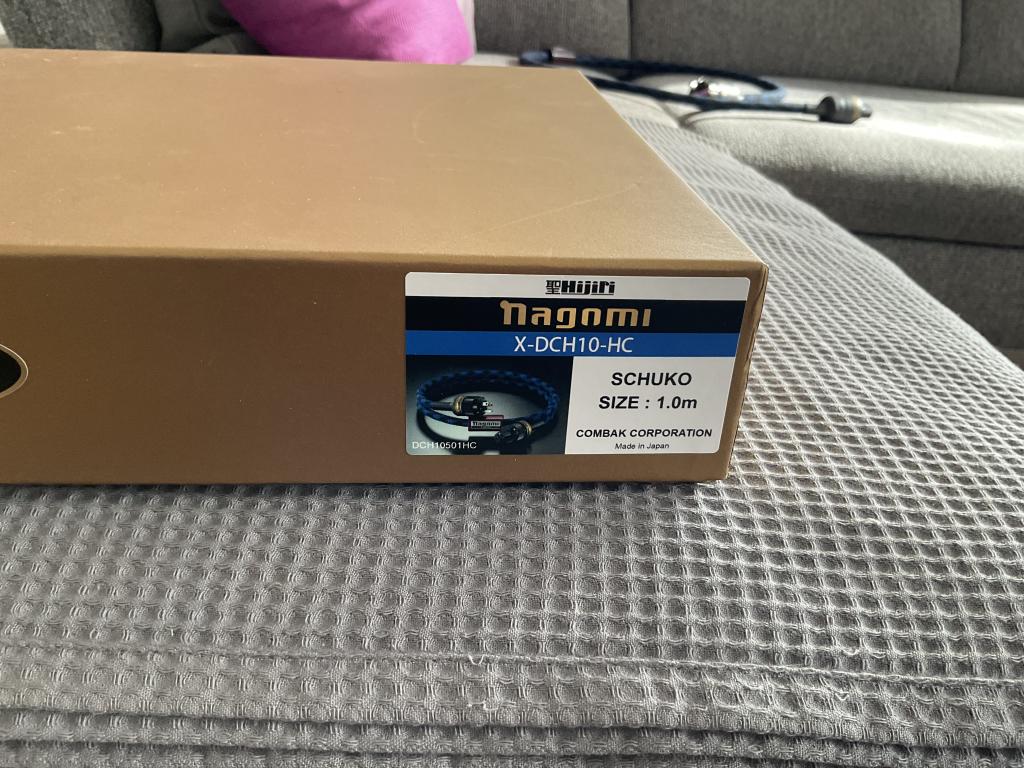 聖Hijiri
nagomi
X-DCH10-HC
SCHUKO
SIZE : 1.0m
nagomi
DCH10501HC
COMBAK CORPORATION
Made in Japan